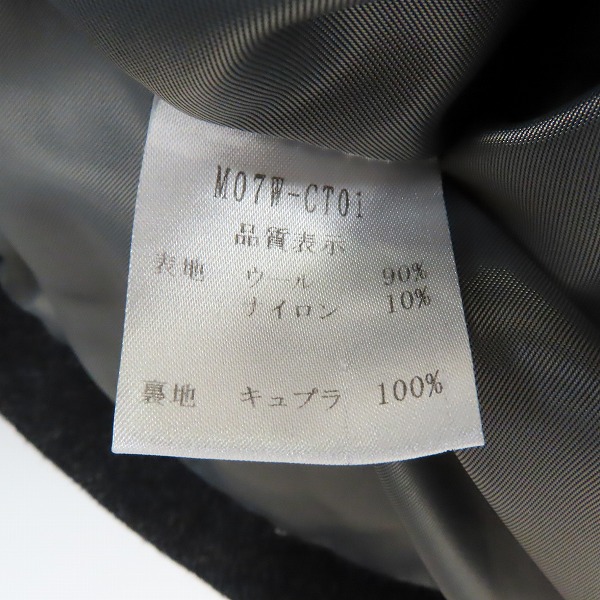 M07W-CT01
品質表示
表地 ウール 90%
ナイロン 10%
裏地 キュプラ 100%